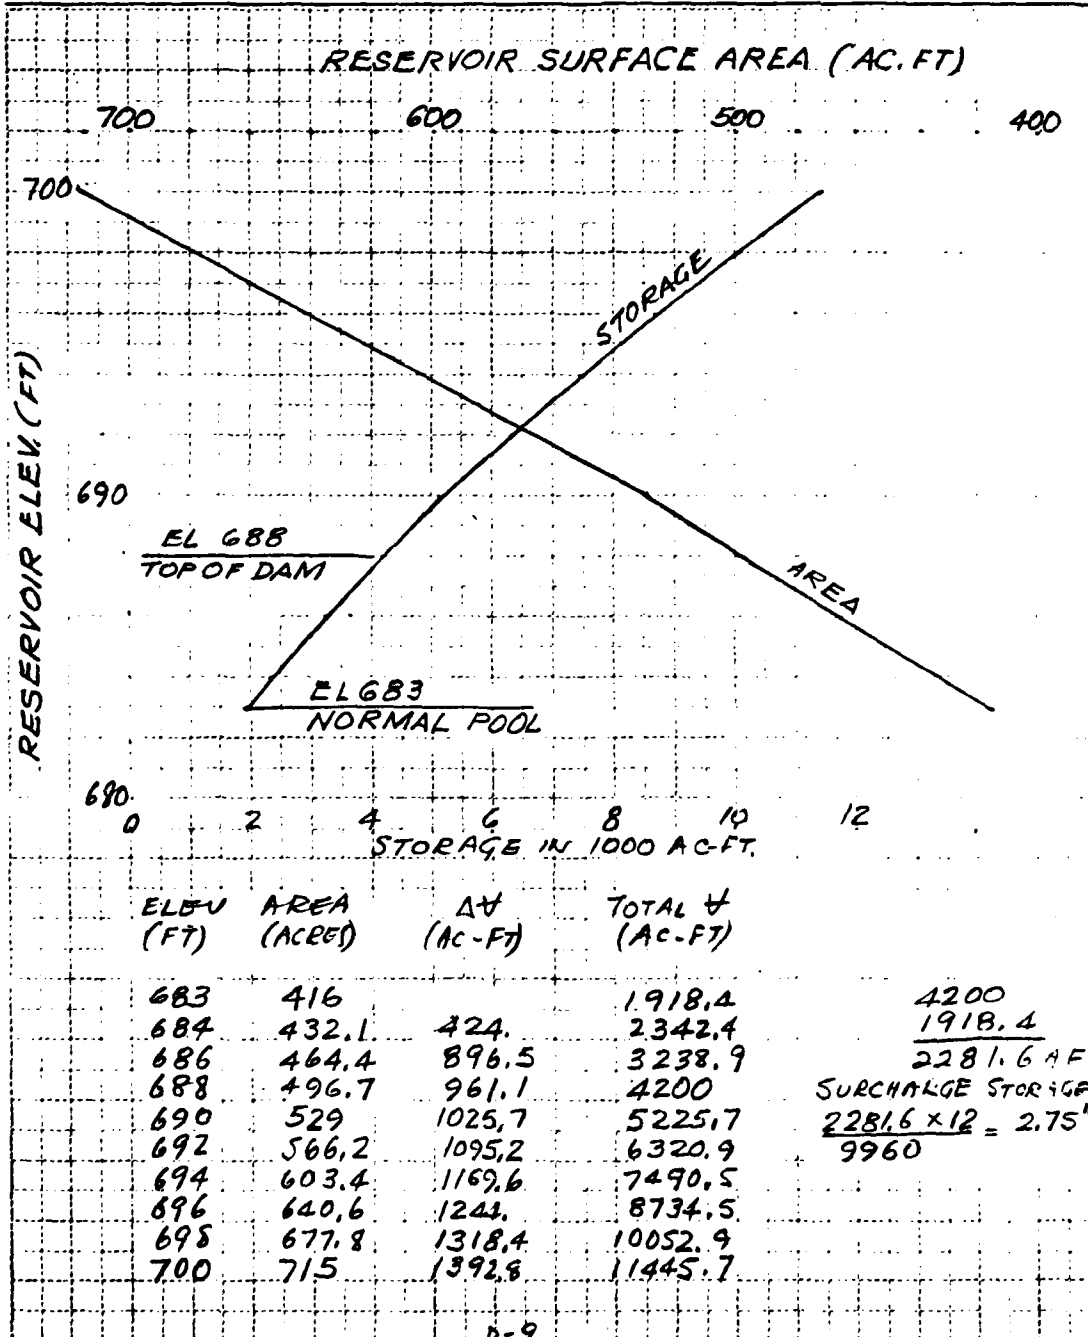 RESERVOIR SURFACE AREA (AC.FT)
700 600 500 400
700
STORAGE
RESERVOIR ELEV. (FT)
690
EL 688
TOP OF DAM
AREA
EL 683
NORMAL POOL
680
0 2 4 6 8 10 12
STORAGE IN 1000 AC-FT.
ELEV AREA ΔV TOTAL V
(FT) (ACRES) (AC-FT) (AC-FT)
683 416 1918.4 4200
684 432.1 424. 2342.4 1918.4
686 464.4 896.5 3238.9 2281.6 AF
688 496.7 961.1 4200 SURCHARGE STORAGE
690 529 1025.7 5225.7 2281.6 x12 = 2.75"
692 566.2 1095.2 6320.9 9960
694 603.4 1169.6 7490.5
696 640.6 1244. 8734.5
698 677.8 1318.4 10052.9
700 715 1392.8 11445.7
D-9